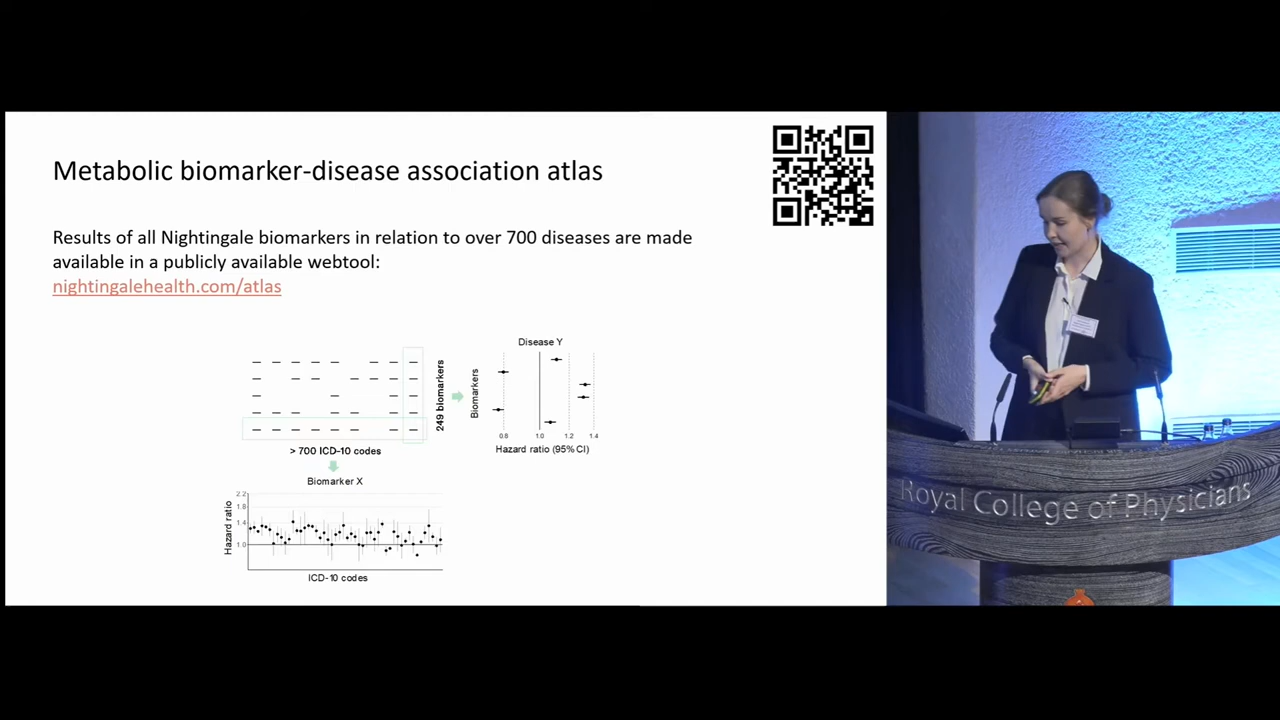 Metabolic biomarker-disease association atlas
Results of all Nightingale biomarkers in relation to over 700 diseases are made
available in a publicly available webtool:
nightingalehealth.com/atlas
249 biomarkers
> 700 ICD-10 codes
Disease Y
Biomarkers
0.8 1.0 1.2 1.4
Hazard ratio (95% CI)
Biomarker X
Hazard ratio
2.2
1.8
1.4
1.0
ICD-10 codes
Royal College of Physicians